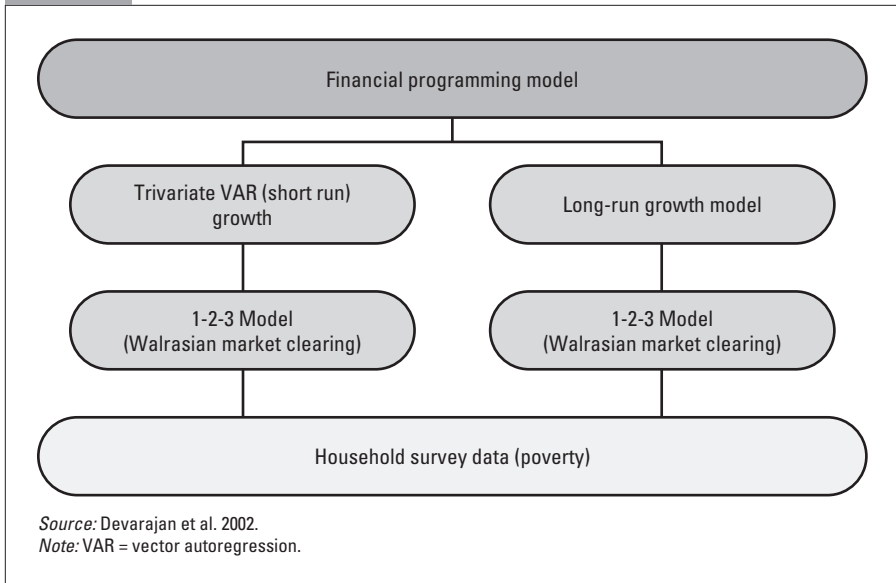 Financial programming model
Trivariate VAR (short run)
growth
Long-run growth model
1-2-3 Model
(Walrasian market clearing)
1-2-3 Model
(Walrasian market clearing)
Household survey data (poverty)
Source: Devarajan et al. 2002.
Note: VAR = vector autoregression.